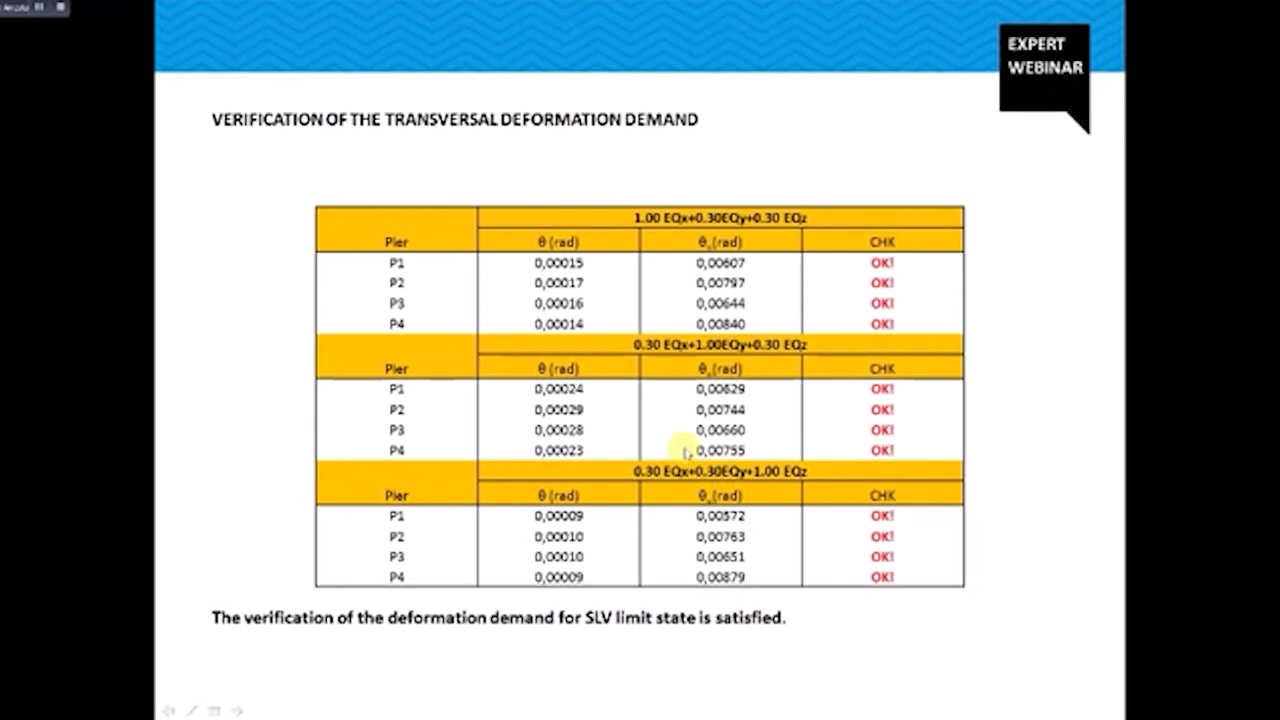 EXPERT
WEBINAR
VERIFICATION OF THE TRANSVERSAL DEFORMATION DEMAND
1.00 EQx+0.30EQy+0.30 EQz
Pier θ (rad) θᵤ(rad) CHK
P1 0,00015 0,00607 OK!
P2 0,00017 0,00797 OK!
P3 0,00016 0,00644 OK!
P4 0,00014 0,00840 OK!
0.30 EQx+1.00EQy+0.30 EQz
Pier θ (rad) θᵤ(rad) CHK
P1 0,00024 0,00629 OK!
P2 0,00029 0,00744 OK!
P3 0,00028 0,00660 OK!
P4 0,00023 0,00755 OK!
0.30 EQx+0.30EQy+1.00 EQz
Pier θ (rad) θᵤ(rad) CHK
P1 0,00009 0,00572 OK!
P2 0,00010 0,00763 OK!
P3 0,00010 0,00651 OK!
P4 0,00009 0,00879 OK!
The verification of the deformation demand for SLV limit state is satisfied.